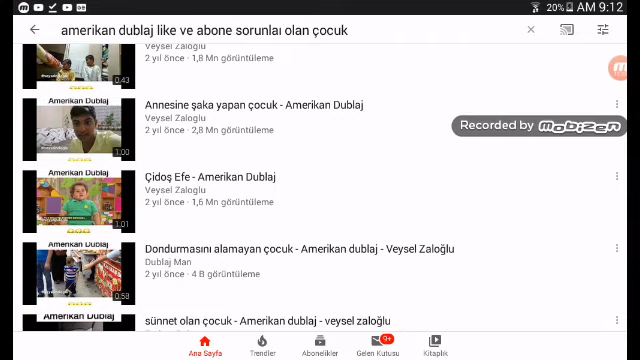 20% AM 9:12
amerikan dublaj like ve abone sorunlaı olan çocuk
Veysel Zaloglu
2 yıl önce · 1,8 Mn görüntüleme
0:43
Amerikan Dublaj
Annesine şaka yapan çocuk - Amerikan Dublaj
Veysel Zaloglu
2 yıl önce · 2,8 Mn görüntüleme
1:00
Recorded by mobizen
Amerikan Dublaj
Çidoş Efe - Amerikan Dublaj
Veysel Zaloglu
2 yıl önce · 1,6 Mn görüntüleme
1:01
Amerikan Dublaj
Dondurmasını alamayan çocuk - Amerikan dublaj - Veysel Zaloğlu
Dublaj Man
2 yıl önce · 4 B görüntüleme
0:58
Amerikan Dublaj
sünnet olan çocuk - Amerikan dublaj - veysel zaloğlu
9+
Ana Sayfa Trendler Abonelikler Gelen Kutusu Kitaplık